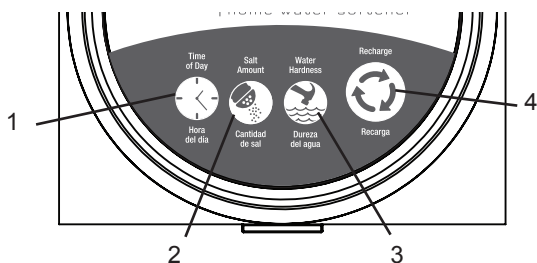 home water softener
Time
of Day
Hora
del dia
Salt
Amount
Cantidad
de sal
Water
Hardness
Dureza
del agua
Recharge
Recarga
1
2
3
4